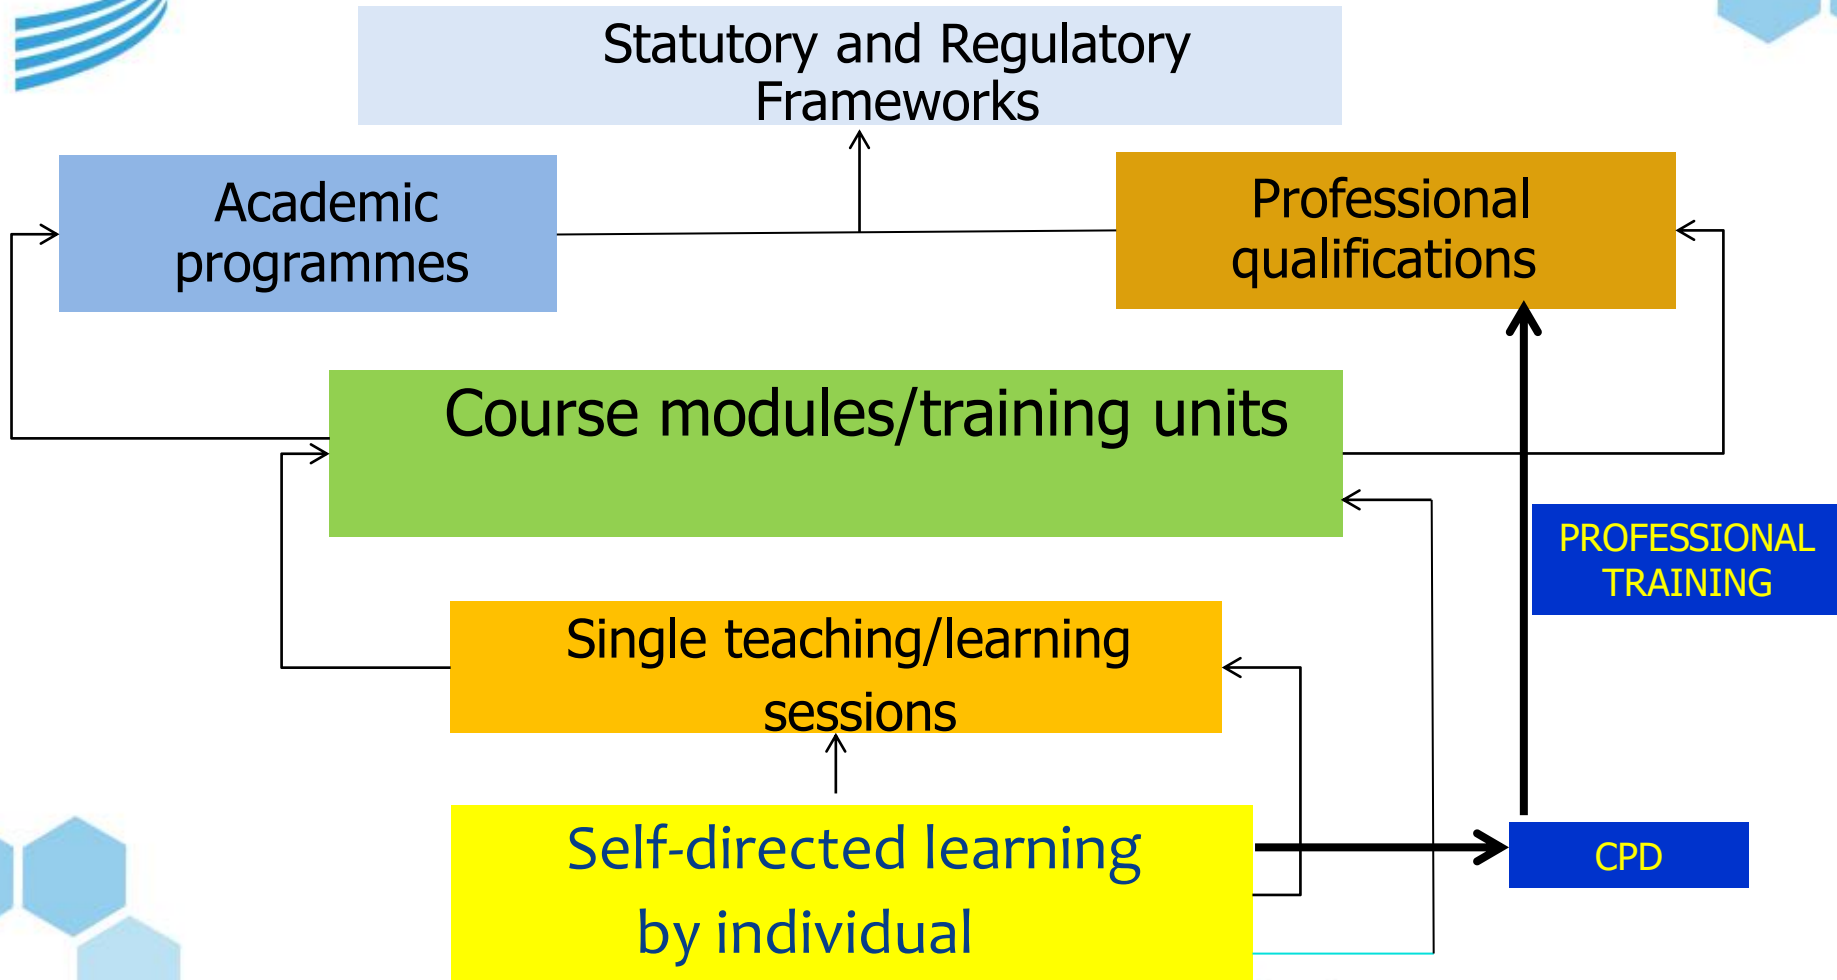 Statutory and Regulatory
Frameworks
Academic
programmes
Professional
qualifications
Course modules/training units
PROFESSIONAL
TRAINING
Single teaching/learning
sessions
Self-directed learning
by individual
CPD